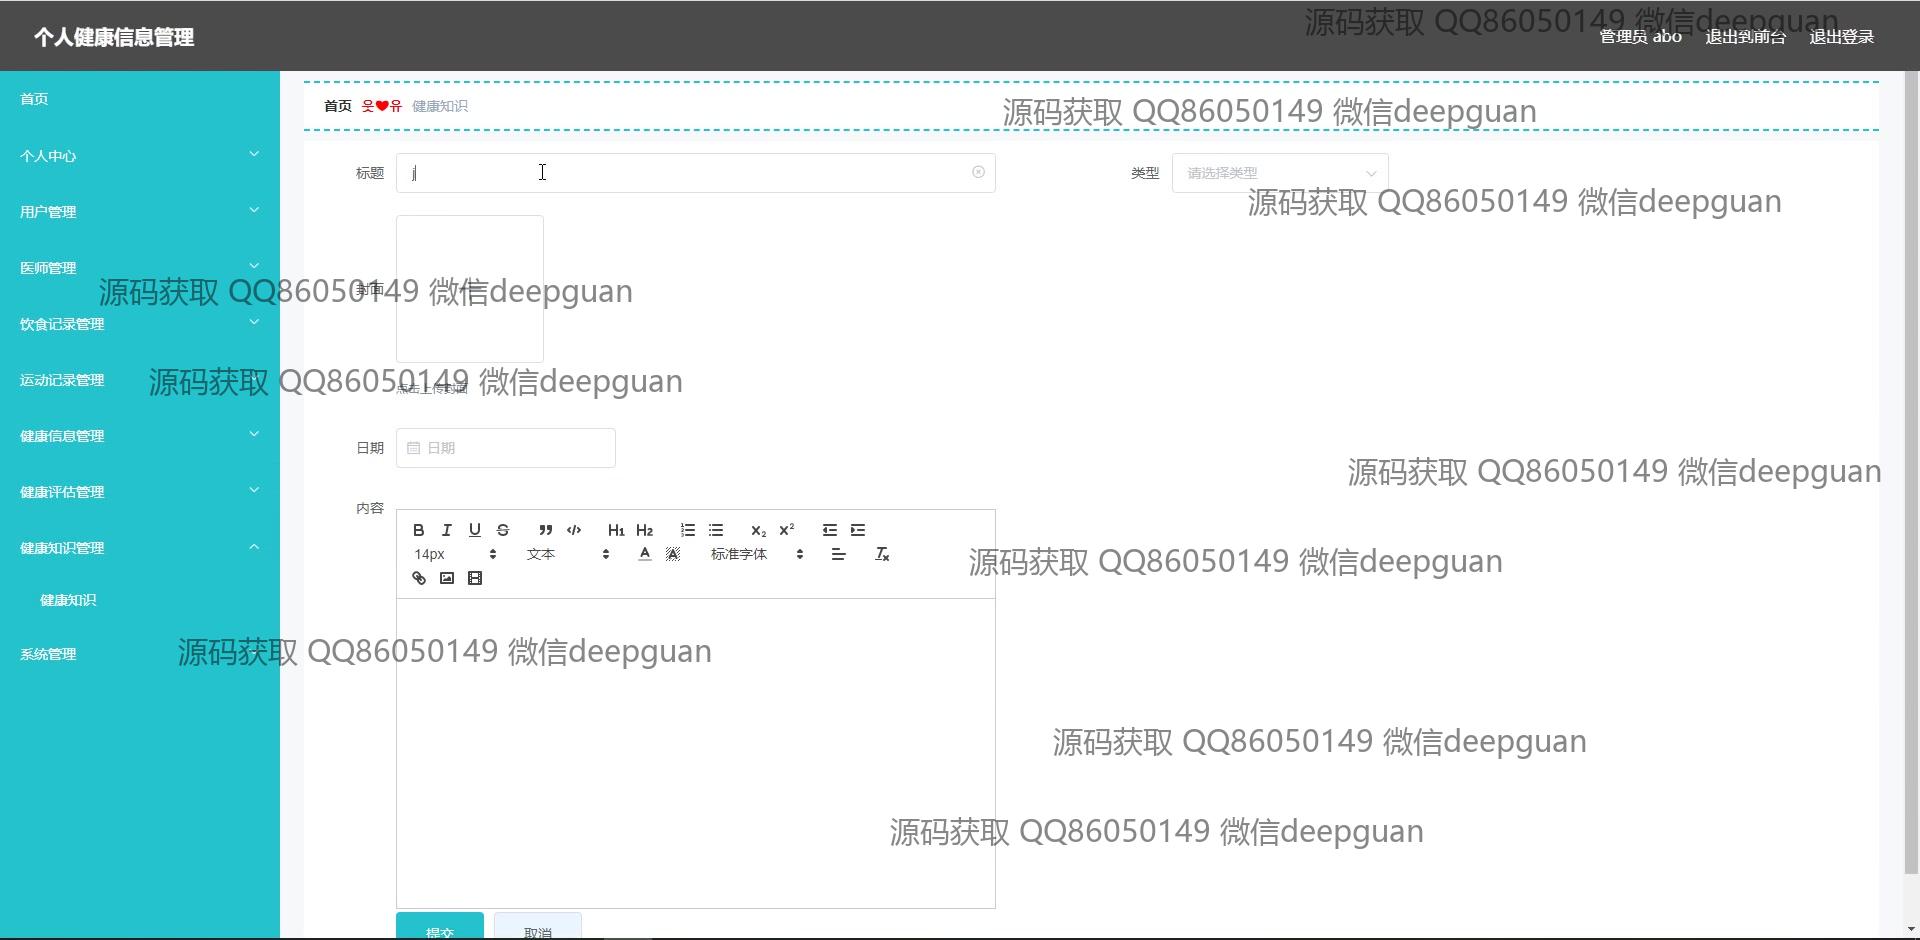 个人健康信息管理
源码获取 QQ86050149 微信deepguan
管理员 abo
退出到前台
退出登录
首页
个人中心
用户管理
医师管理
饮食记录管理
运动记录管理
健康信息管理
健康评估管理
健康知识管理
健康知识
系统管理
首页 웃❤유 健康知识
源码获取 QQ86050149 微信deepguan
标题 j
类型 请选择类型
源码获取 QQ86050149 微信deepguan
封面
源码获取 QQ86050149 微信deepguan
点击上传封面
源码获取 QQ86050149 微信deepguan
日期 日期
源码获取 QQ86050149 微信deepguan
内容
B I U S H1 H2 X2 X2
14px 文本 A A 标准字体 Tx
源码获取 QQ86050149 微信deepguan
源码获取 QQ86050149 微信deepguan
源码获取 QQ86050149 微信deepguan
源码获取 QQ86050149 微信deepguan
提交 取消